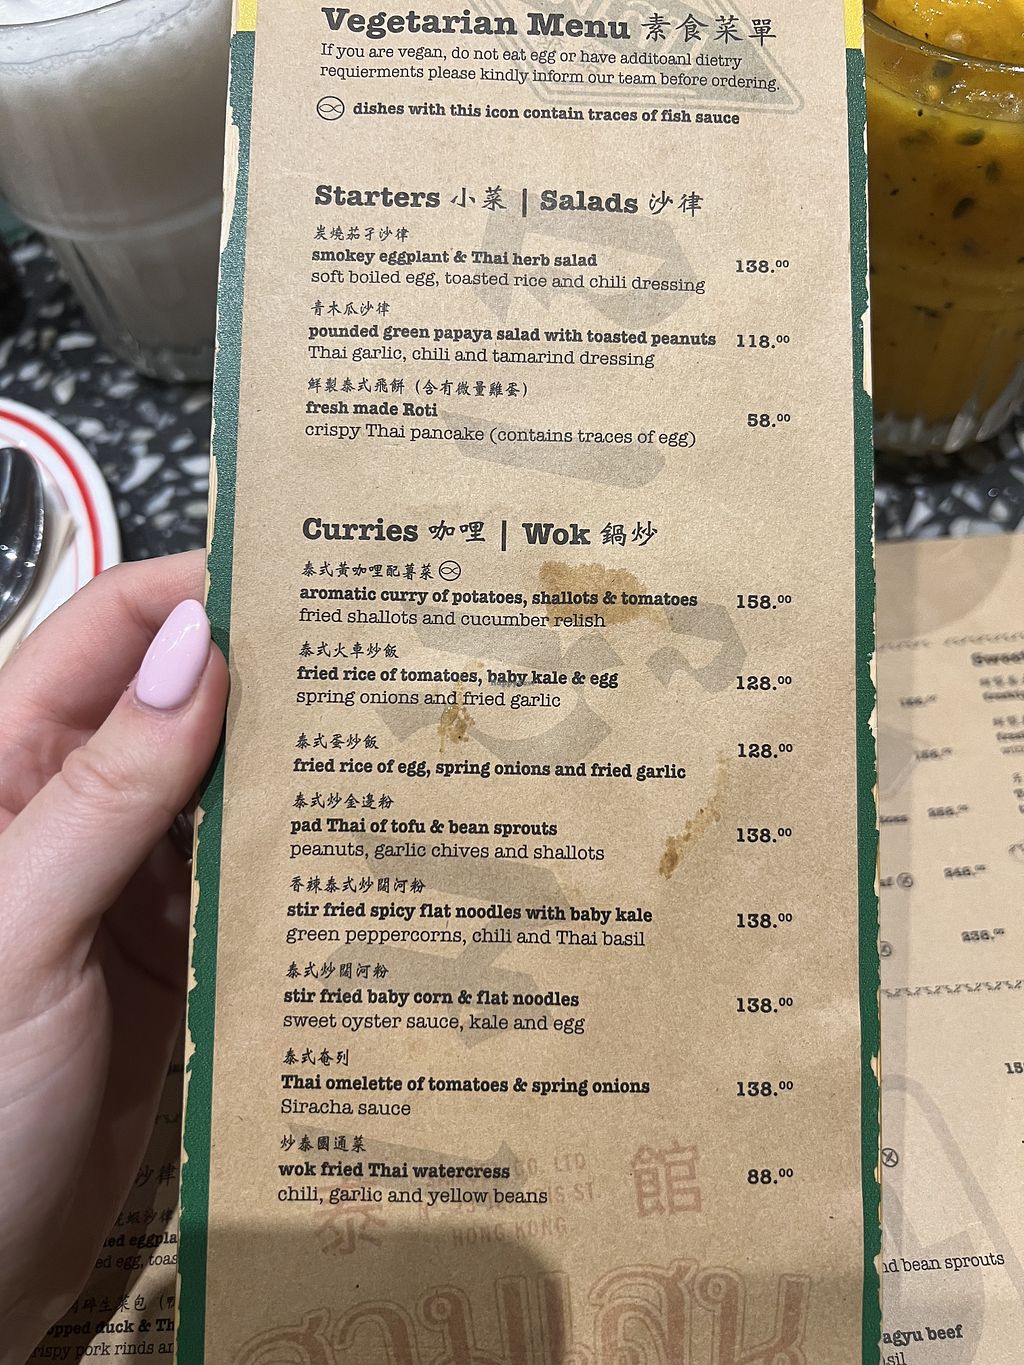 Vegetarian Menu 素食菜單
If you are vegan, do not eat egg or have additoanl dietry
requierments please kindly inform our team before ordering.
dishes with this icon contain traces of fish sauce
Starters 小菜 | Salads 沙律
炭燒茄子沙律
smokey eggplant & Thai herb salad 138.00
soft boiled egg, toasted rice and chili dressing
青木瓜沙律
pounded green papaya salad with toasted peanuts 118.00
Thai garlic, chili and tamarind dressing
鮮製泰式飛餅 (含有微量雞蛋)
fresh made Roti 58.00
crispy Thai pancake (contains traces of egg)
Curries 咖哩 | Wok 鍋炒
泰式黃咖哩配薯菜
aromatic curry of potatoes, shallots & tomatoes 158.00
fried shallots and cucumber relish
泰式火車炒飯
fried rice of tomatoes, baby kale & egg 128.00
spring onions and fried garlic
泰式蛋炒飯
fried rice of egg, spring onions and fried garlic 128.00
泰式炒金邊粉
pad Thai of tofu & bean sprouts 138.00
peanuts, garlic chives and shallots
香辣泰式炒闊河粉
stir fried spicy flat noodles with baby kale 138.00
green peppercorns, chili and Thai basil
泰式炒闊河粉
stir fried baby corn & flat noodles 138.00
sweet oyster sauce, kale and egg
泰式奄列
Thai omelette of tomatoes & spring onions 138.00
Siracha sauce
炒泰國通菜
wok fried Thai watercress 88.00
chili, garlic and yellow beans
CO. LTD
ST.
HONG KONG
泰 館
bean sprouts
beef